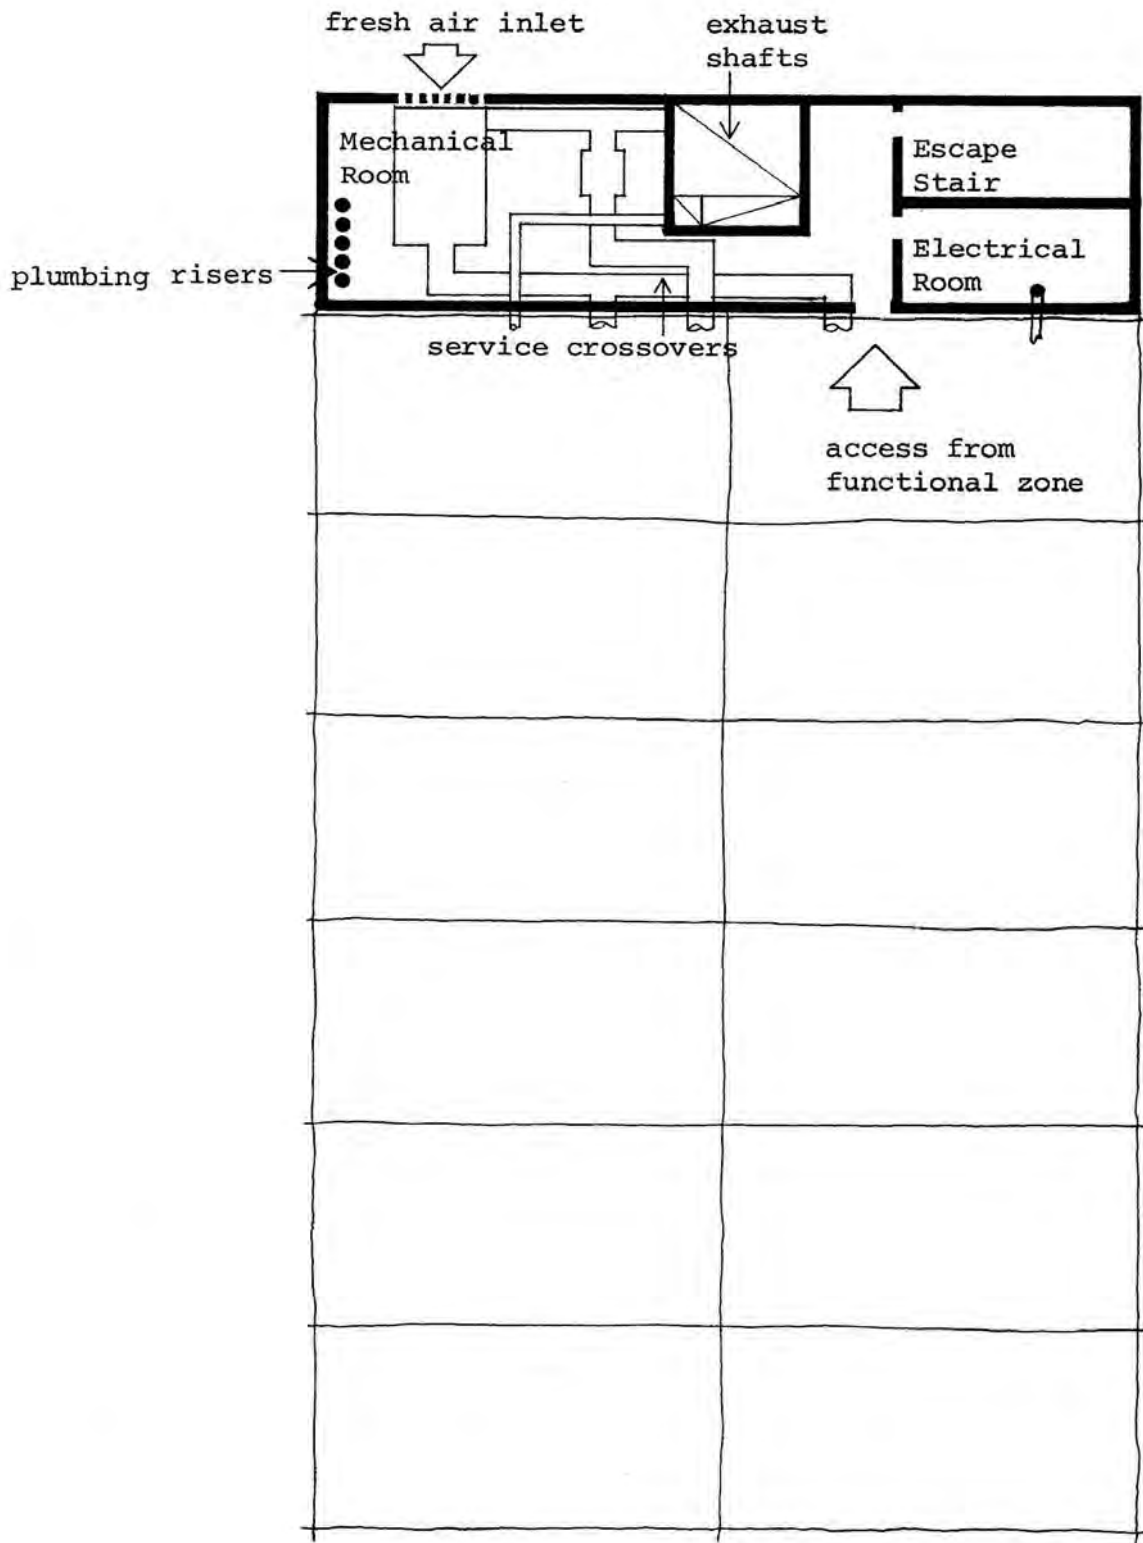 fresh air inlet
exhaust
shafts
Mechanical
Room
Escape
Stair
Electrical
Room
plumbing risers
service crossovers
access from
functional zone